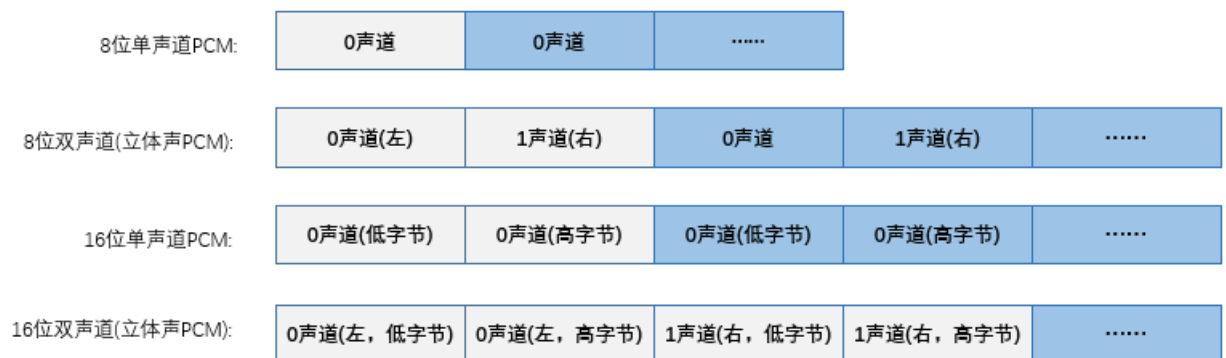 8位单声道PCM: 0声道 0声道 ······
8位双声道(立体声PCM): 0声道(左) 1声道(右) 0声道 1声道(右) ······
16位单声道PCM: 0声道(低字节) 0声道(高字节) 0声道(低字节) 0声道(高字节) ······
16位双声道(立体声PCM): 0声道(左，低字节) 0声道(左，高字节) 1声道(右，低字节) 1声道(右，高字节) ······